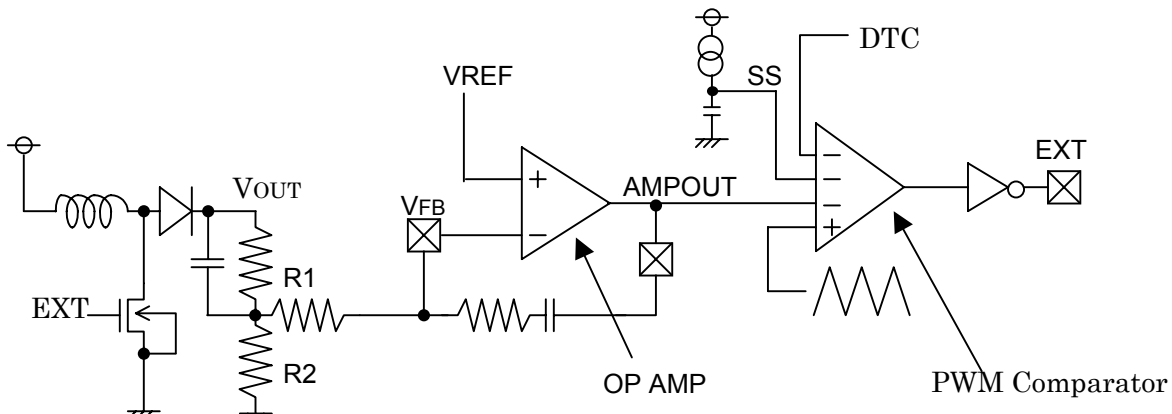 DTC
SS
VREF
EXT
AMPOUT
VOUT
VFB
R1
EXT
R2
OP AMP
PWM Comparator
+
−
−
−
−
+